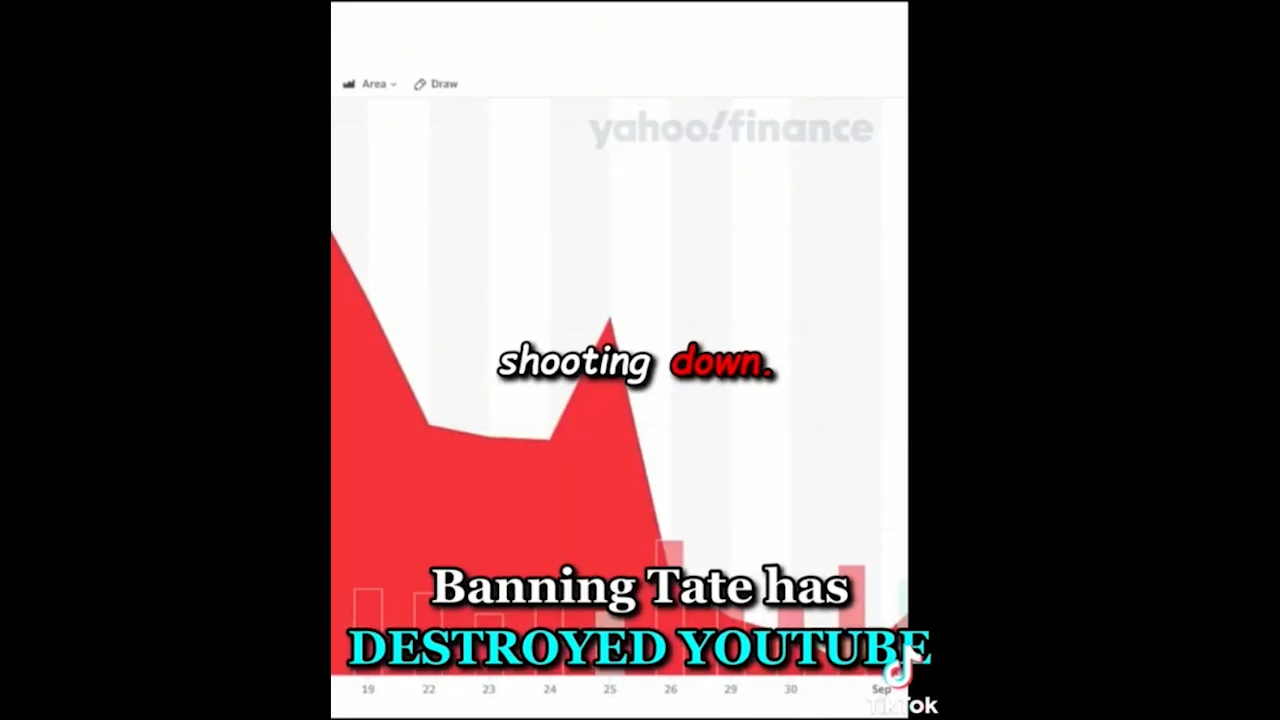 Area Draw
yahoo!finance
shooting down.
Banning Tate has
DESTROYED YOUTUBE
19 22 23 24 25 26 29 30 Sep
TikTok